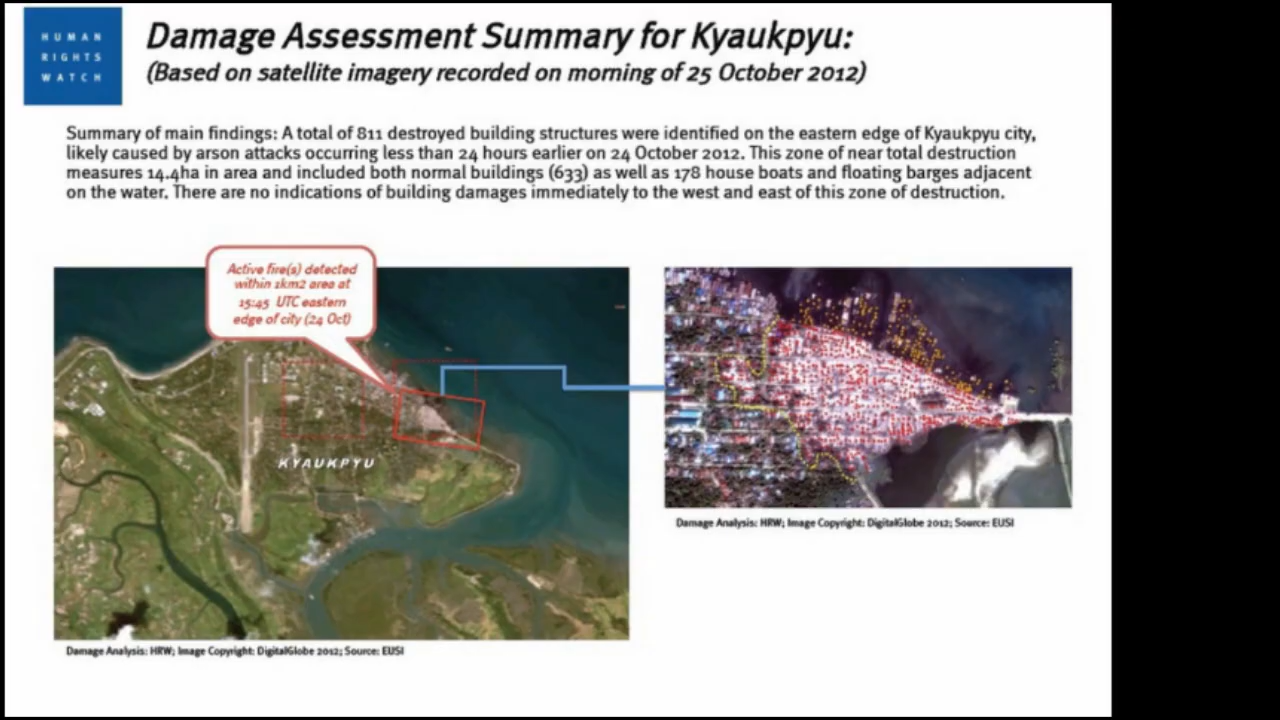 HUMAN
RIGHTS
WATCH
Damage Assessment Summary for Kyaukpyu:
(Based on satellite imagery recorded on morning of 25 October 2012)
Summary of main findings: A total of 811 destroyed building structures were identified on the eastern edge of Kyaukpyu city,
likely caused by arson attacks occurring less than 24 hours earlier on 24 October 2012. This zone of near total destruction
measures 14.4ha in area and included both normal buildings (633) as well as 178 house boats and floating barges adjacent
on the water. There are no indications of building damages immediately to the west and east of this zone of destruction.
Active fire(s) detected
within 1km2 area at
15:45 UTC eastern
edge of city (24 Oct)
KYAUKPYU
Damage Analysis: HRW; Image Copyright: DigitalGlobe 2012; Source: EUSI
Damage Analysis: HRW; Image Copyright: DigitalGlobe 2012; Source: EUSI